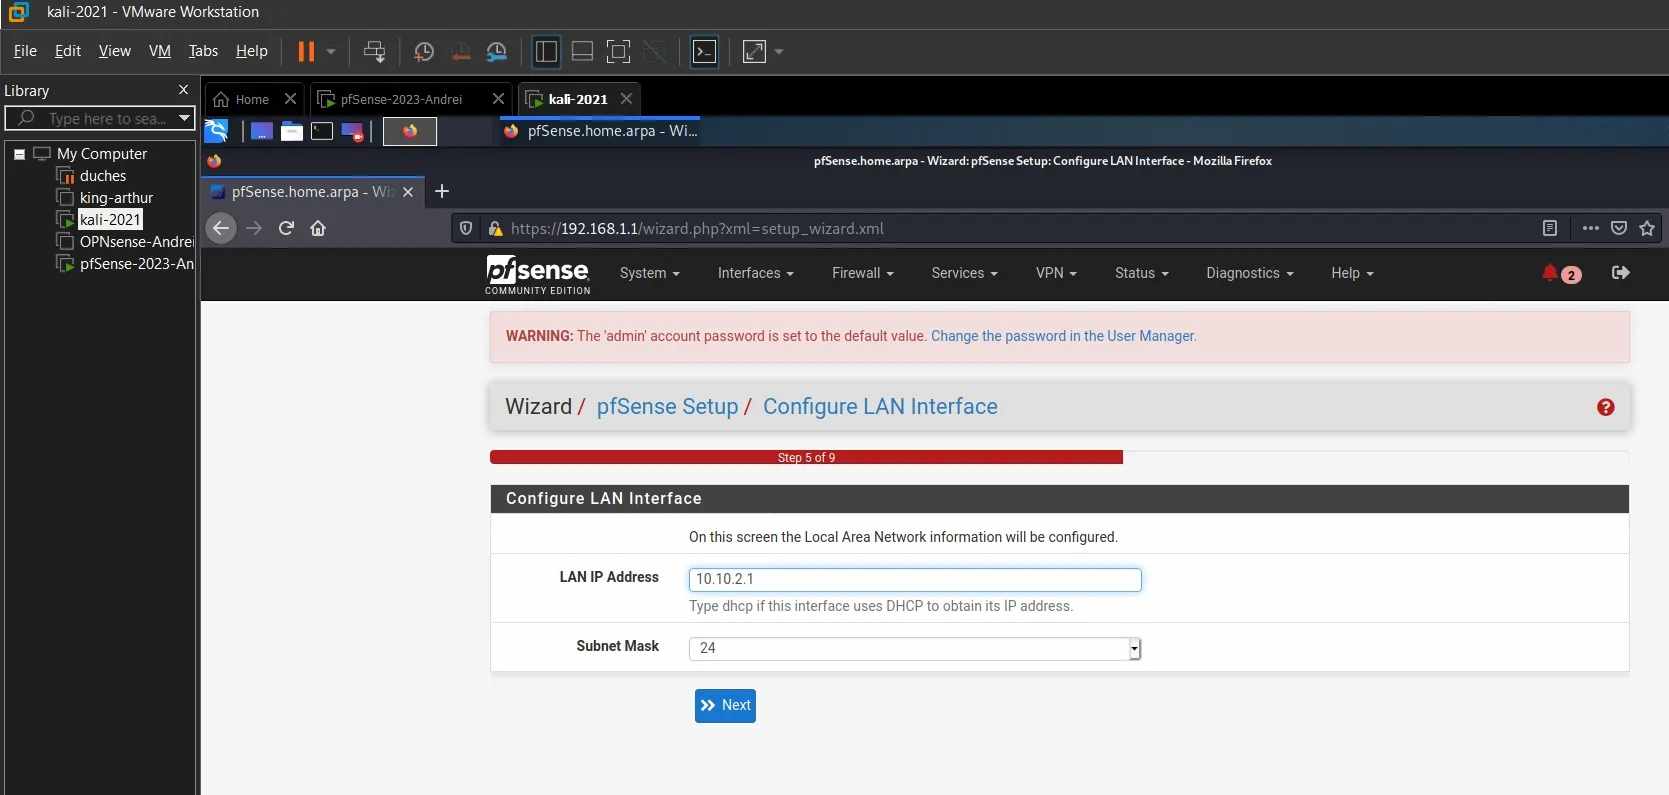 kali-2021 - VMware Workstation
File Edit View VM Tabs Help
Library
Type here to sea...
My Computer
duches
king-arthur
kali-2021
OPNsense-Andrei
pfSense-2023-An
Home
pfSense-2023-Andrei
kali-2021
pfSense.home.arpa - Wi...
pfSense.home.arpa - Wizard: pfSense Setup: Configure LAN Interface - Mozilla Firefox
pfSense.home.arpa - Wi
https://192.168.1.1/wizard.php?xml=setup_wizard.xml
pfsense
COMMUNITY EDITION
System Interfaces Firewall Services VPN Status Diagnostics Help
2
WARNING: The 'admin' account password is set to the default value. Change the password in the User Manager.
Wizard / pfSense Setup / Configure LAN Interface
Step 5 of 9
Configure LAN Interface
On this screen the Local Area Network information will be configured.
LAN IP Address
10.10.2.1
Type dhcp if this interface uses DHCP to obtain its IP address.
Subnet Mask
24
Next